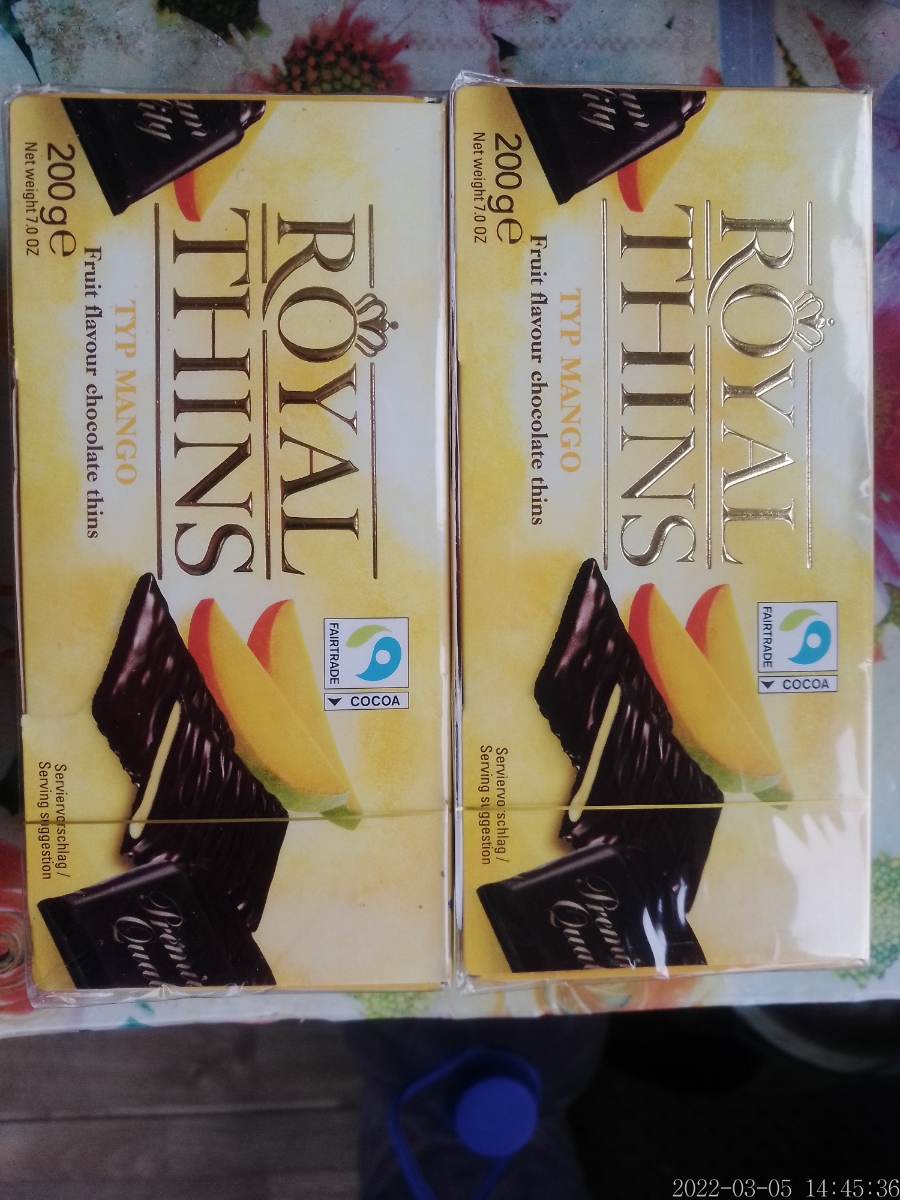 ROYAL
THINS
TYP MANGO
Fruit flavour chocolate thins
200 g e
Net weight 7.0 OZ
FAIRTRADE
COCOA
Serviervorschlag /
Serving suggestion
ROYAL
THINS
TYP MANGO
Fruit flavour chocolate thins
200 g e
Net weight 7.0 OZ
FAIRTRADE
COCOA
Serviervorschlag /
Serving suggestion
2022-03-05 14:45:36